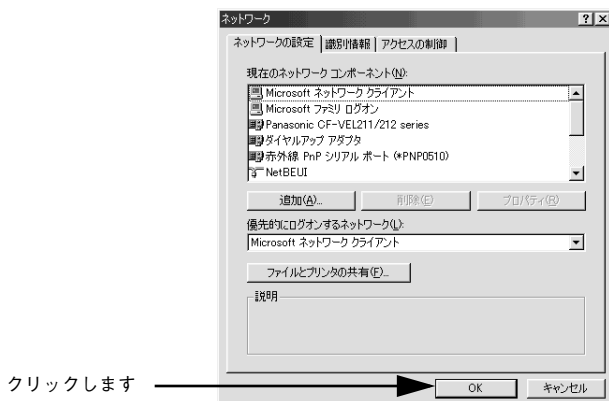 ネットワーク
ネットワークの設定 識別情報 アクセスの制御
現在のネットワーク コンポーネント(N):
Microsoft ネットワーク クライアント
Microsoft ファミリ ログオン
Panasonic CF-VEL211/212 series
ダイヤルアップ アダプタ
赤外線 PnP シリアル ポート (*PNP0510)
NetBEUI
追加(A)... 削除(E) プロパティ(R)
優先的にログオンするネットワーク(L):
Microsoft ネットワーク クライアント
ファイルとプリンタの共有(F)...
説明
クリックします OK キャンセル